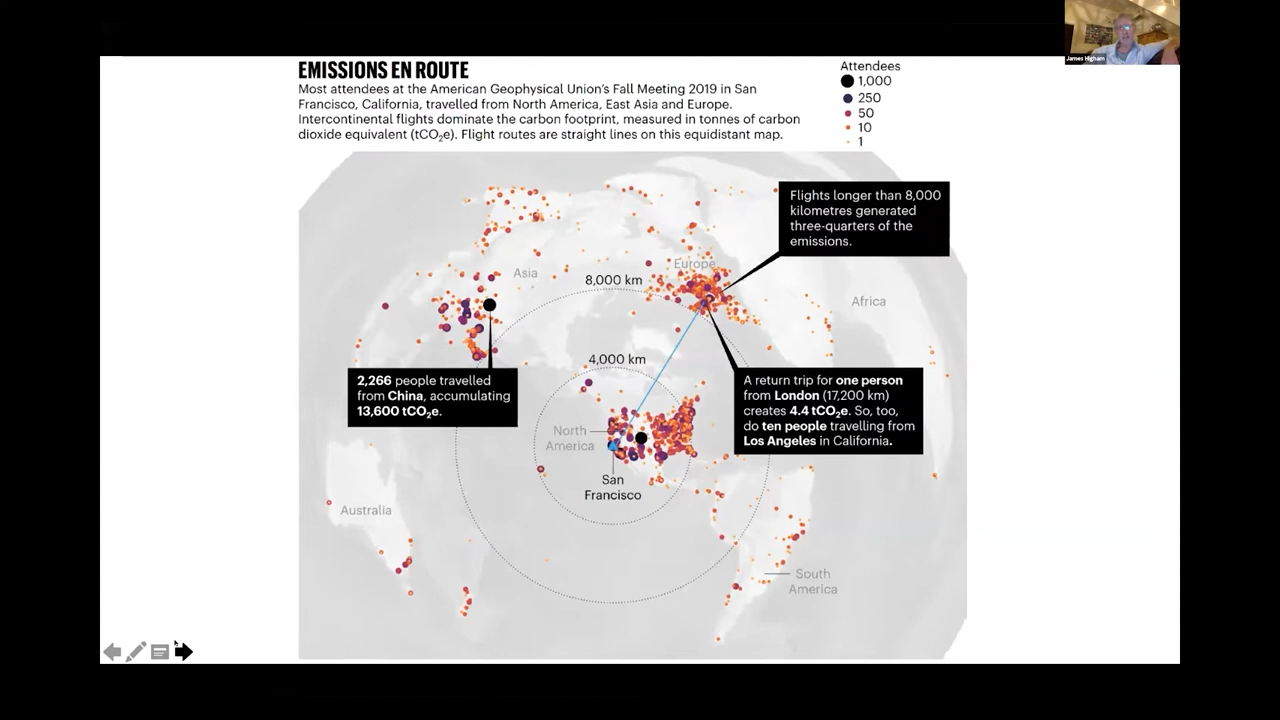 James Higham
EMISSIONS EN ROUTE
Most attendees at the American Geophysical Union's Fall Meeting 2019 in San
Francisco, California, travelled from North America, East Asia and Europe.
Intercontinental flights dominate the carbon footprint, measured in tonnes of carbon
dioxide equivalent (tCO₂e). Flight routes are straight lines on this equidistant map.
Attendees
1,000
250
50
10
1
Flights longer than 8,000
kilometres generated
three-quarters of the
emissions.
Europe
Asia
8,000 km
Africa
4,000 km
2,266 people travelled
from China, accumulating
13,600 tCO₂e.
A return trip for one person
from London (17,200 km)
creates 4.4 tCO₂e. So, too,
do ten people travelling from
Los Angeles in California.
North
America
San
Francisco
Australia
South
America